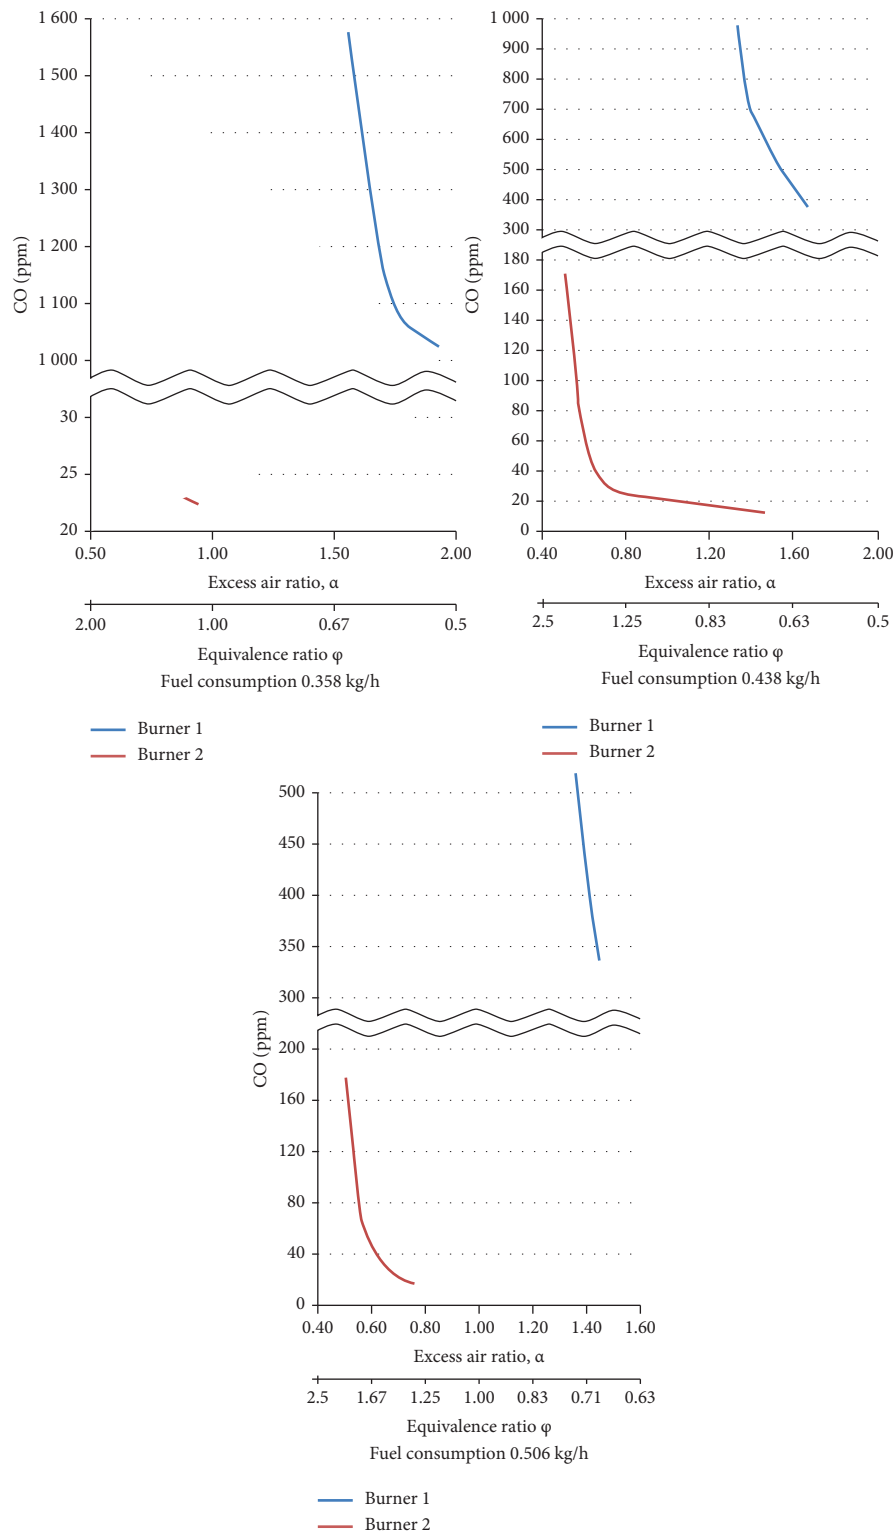 CO (ppm)
1 600
1 500
1 400
1 300
1 200
1 100
1 000
30
25
20
0.50 1.00 1.50 2.00
Excess air ratio, α
2.00 1.00 0.67 0.5
Equivalence ratio φ
Fuel consumption 0.358 kg/h
Burner 1
Burner 2
CO (ppm)
1 000
900
800
700
600
500
400
300
180
160
140
120
100
80
60
40
20
0
0.40 0.80 1.20 1.60 2.00
Excess air ratio, α
2.5 1.25 0.83 0.63 0.5
Equivalence ratio φ
Fuel consumption 0.438 kg/h
Burner 1
Burner 2
CO (ppm)
500
450
400
350
300
200
160
120
80
40
0
0.40 0.60 0.80 1.00 1.20 1.40 1.60
Excess air ratio, α
2.5 1.67 1.25 1.00 0.83 0.71 0.63
Equivalence ratio φ
Fuel consumption 0.506 kg/h
Burner 1
Burner 2